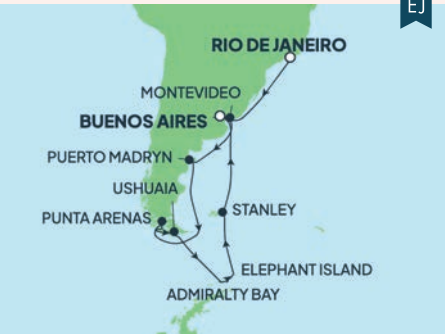 EJ
RIO DE JANEIRO
MONTEVIDEO
BUENOS AIRES
PUERTO MADRYN
USHUAIA
PUNTA ARENAS
STANLEY
ELEPHANT ISLAND
ADMIRALTY BAY